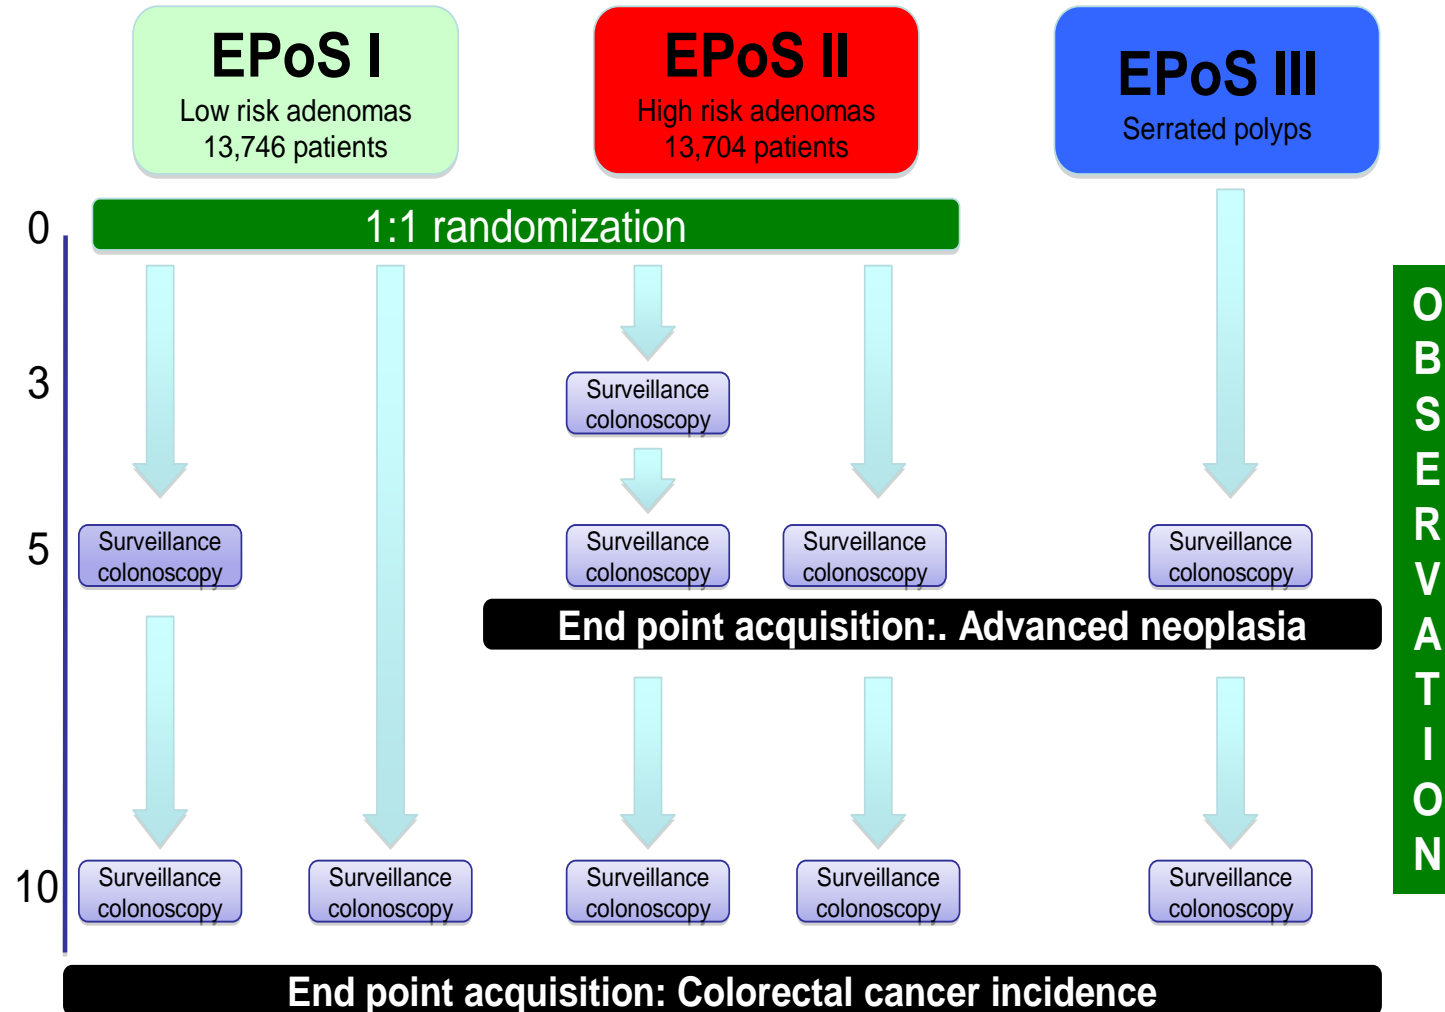 EPoS I
Low risk adenomas
13,746 patients
EPoS II
High risk adenomas
13,704 patients
EPoS III
Serrated polyps
0
1:1 randomization
3
Surveillance
colonoscopy
5
Surveillance
colonoscopy
Surveillance
colonoscopy
Surveillance
colonoscopy
Surveillance
colonoscopy
End point acquisition:. Advanced neoplasia
10
Surveillance
colonoscopy
Surveillance
colonoscopy
Surveillance
colonoscopy
Surveillance
colonoscopy
Surveillance
colonoscopy
End point acquisition: Colorectal cancer incidence
OBSERVATION